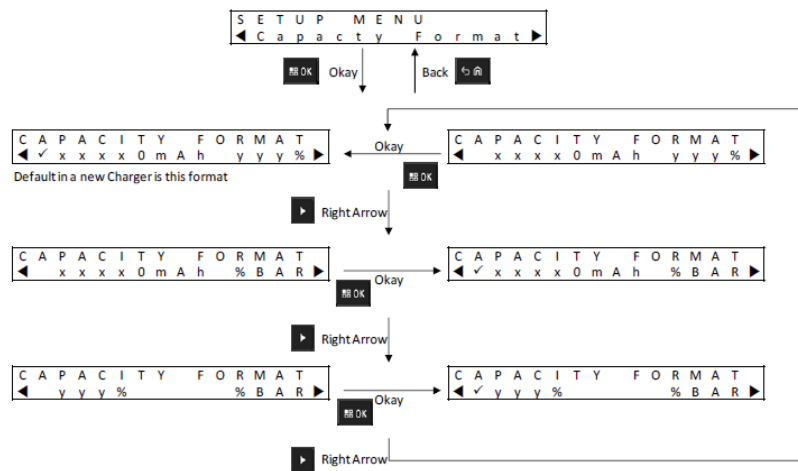 SETUP MENU
◀ Capacty Format ▶
OK Okay Back
CAPACITY FORMAT
◀ ✓ xxxx0mAh yyy% ▶
Default in a new Charger is this format
Okay
OK
CAPACITY FORMAT
◀ xxxx0mAh yyy% ▶
Right Arrow
CAPACITY FORMAT
◀ xxxx0mAh %BAR ▶
Okay
OK
CAPACITY FORMAT
◀ ✓ xxxx0mAh %BAR ▶
Right Arrow
CAPACITY FORMAT
◀ yyy% %BAR ▶
Okay
OK
CAPACITY FORMAT
◀ ✓ yyy% %BAR ▶
Right Arrow